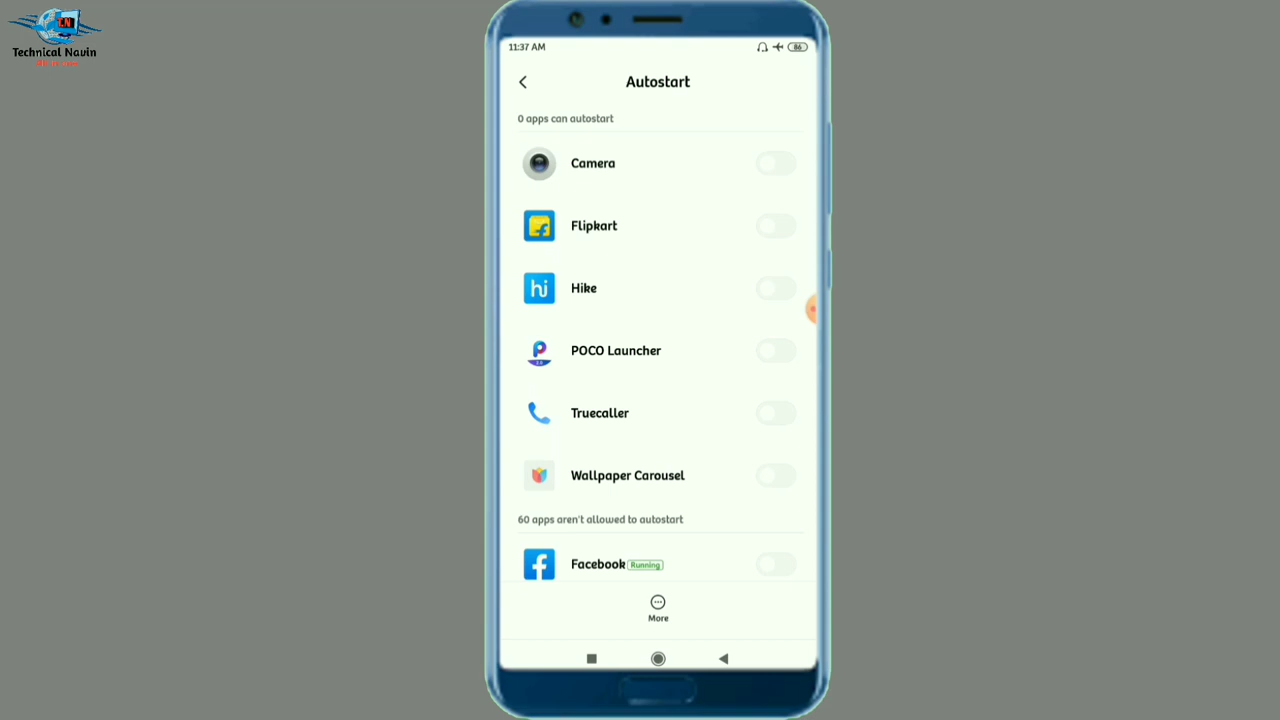 T.N
Technical Navin
11:37 AM
86
Autostart
0 apps can autostart
Camera
Flipkart
Hike
POCO Launcher
Truecaller
Wallpaper Carousel
60 apps aren't allowed to autostart
Facebook Running
More